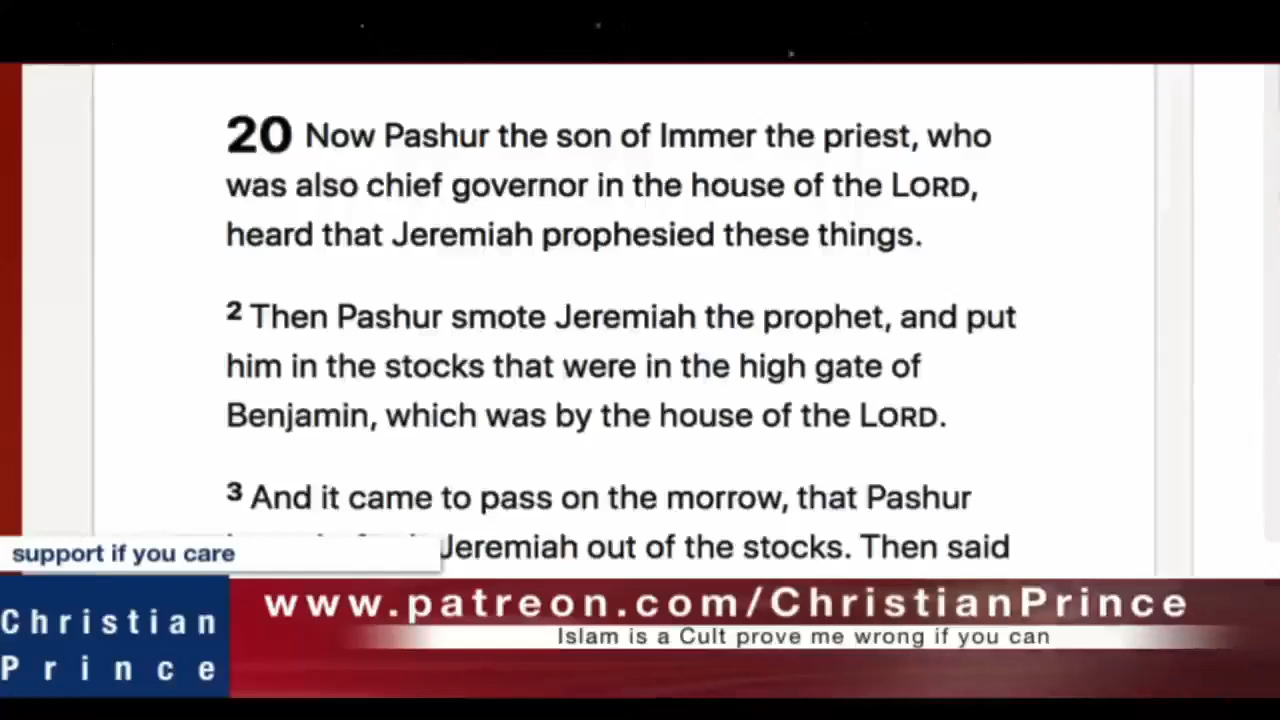 20 Now Pashur the son of Immer the priest, who
was also chief governor in the house of the LORD,
heard that Jeremiah prophesied these things.
2 Then Pashur smote Jeremiah the prophet, and put
him in the stocks that were in the high gate of
Benjamin, which was by the house of the LORD.
3 And it came to pass on the morrow, that Pashur
Jeremiah out of the stocks. Then said
support if you care
Christian
Prince
www.patreon.com/ChristianPrince
Islam is a Cult prove me wrong if you can